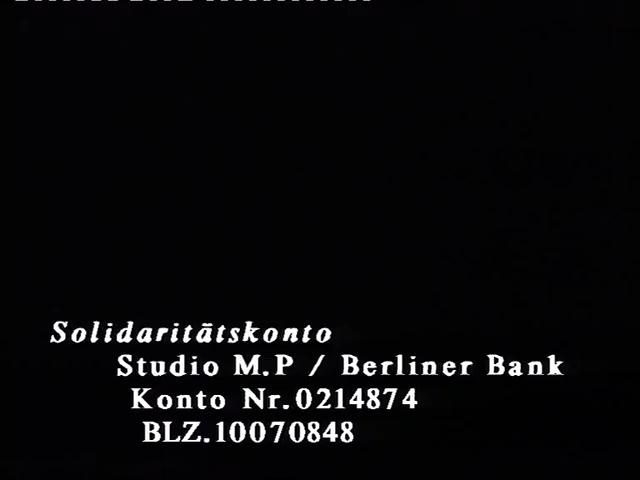 Solidaritätskonto
Studio M.P / Berliner Bank
Konto Nr.0214874
BLZ.10070848